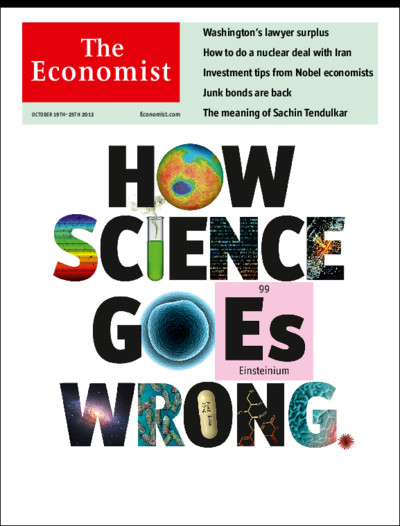 The
Economist
OCTOBER 19TH–25TH 2013
Economist.com
Washington's lawyer surplus
How to do a nuclear deal with Iran
Investment tips from Nobel economists
Junk bonds are back
The meaning of Sachin Tendulkar
HOW
SCIENCE
99
GOEs
Einsteinium
WRONG.